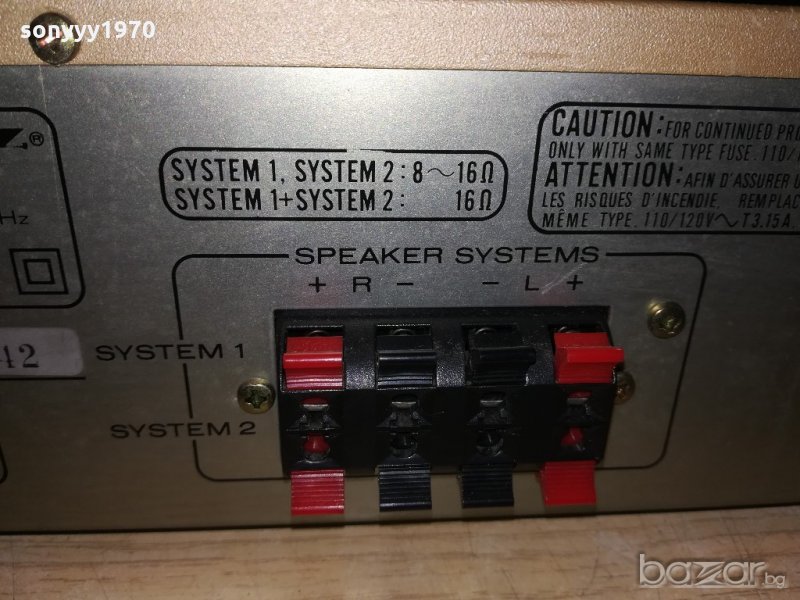 sonyyy1970
®
Hz
SYSTEM 1, SYSTEM 2: 8~16Ω
SYSTEM 1+SYSTEM 2: 16Ω
CAUTION: FOR CONTINUED
ONLY WITH SAME TYPE FUSE. 110/
ATTENTION: AFIN D'ASSURER
LES RISQUES D'INCENDIE,
MÊME TYPE. 110/120V~T3.15A,
SPEAKER SYSTEMS
+ R − − L +
42
SYSTEM 1
SYSTEM 2
bazar.bg